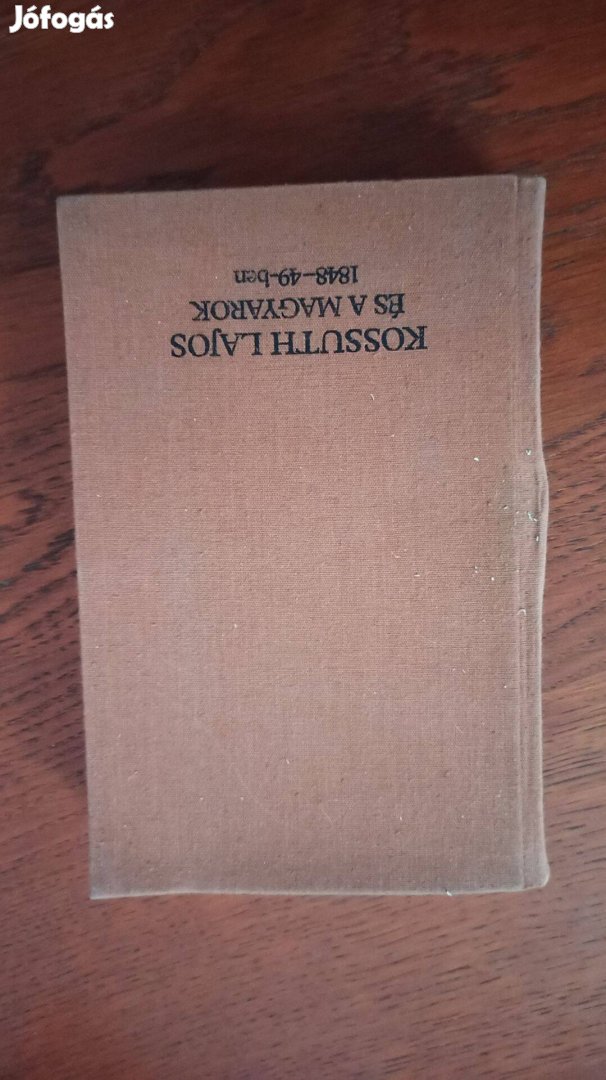 Jófogás
KOSSUTH LAJOS
ÉS A MAGYAROK
1848–49-ben